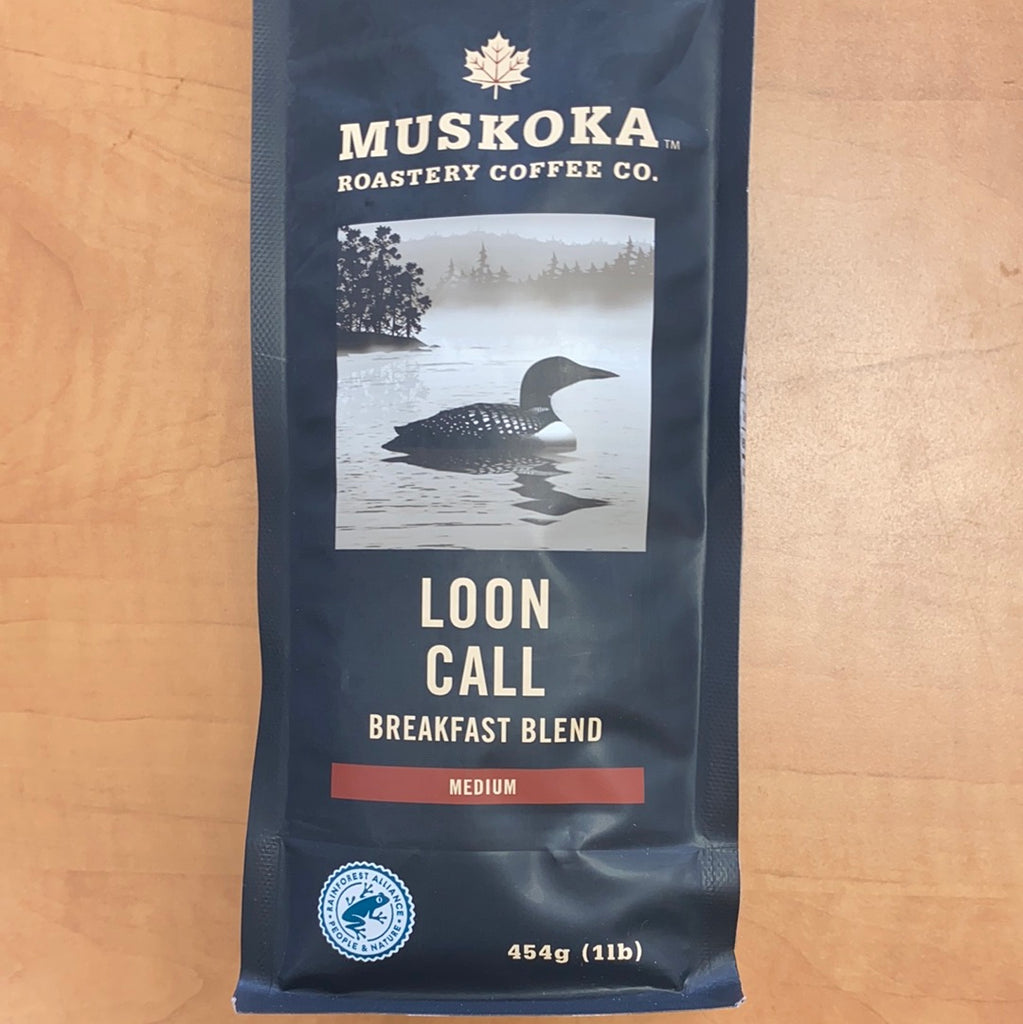 MUSKOKA™
ROASTERY COFFEE CO.
LOON
CALL
BREAKFAST BLEND
MEDIUM
RAINFOREST ALLIANCE
PEOPLE & NATURE
454g (1lb)